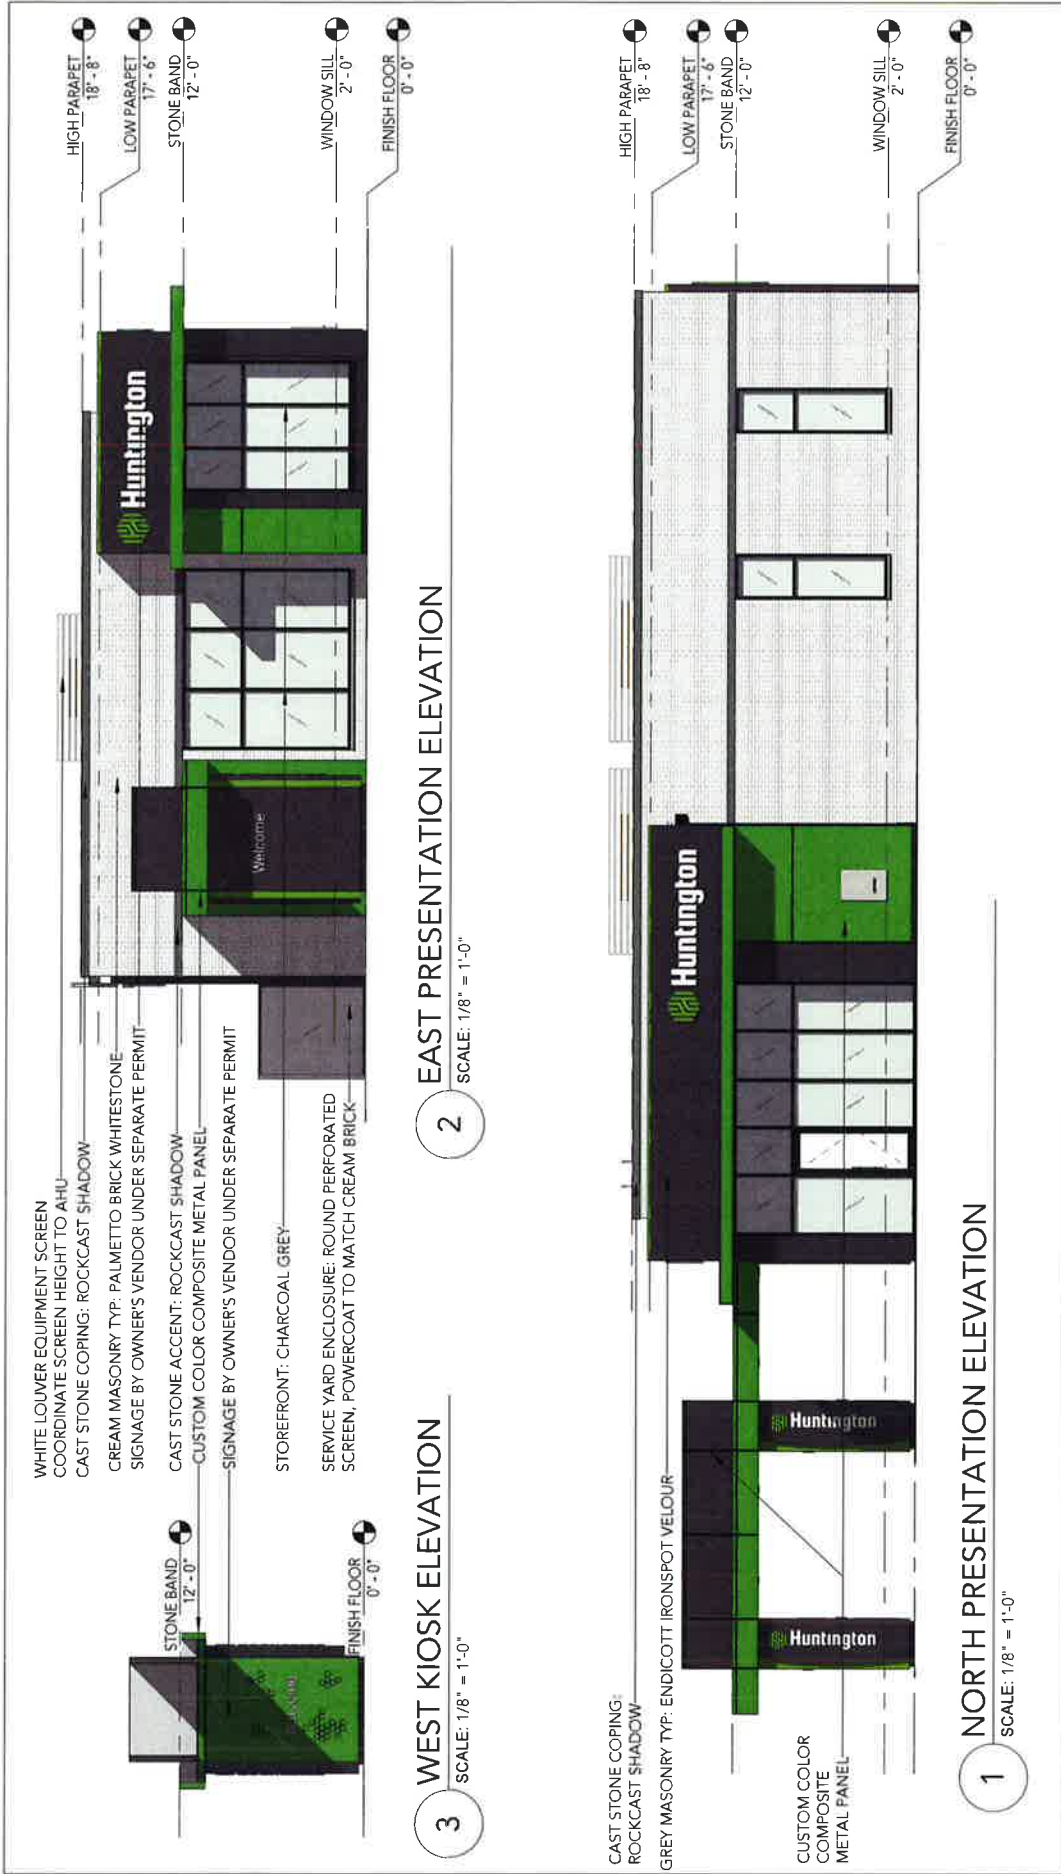 WHITE LOUVER EQUIPMENT SCREEN
COORDINATE SCREEN HEIGHT TO AHU
CAST STONE COPING: ROCKCAST SHADOW
CREAM MASONRY TYP: PALMETTO BRICK WHITESTONE
SIGNAGE BY OWNER'S VENDOR UNDER SEPARATE PERMIT
CAST STONE ACCENT: ROCKCAST SHADOW
CUSTOM COLOR COMPOSITE METAL PANEL
SIGNAGE BY OWNER'S VENDOR UNDER SEPARATE PERMIT
STOREFRONT: CHARCOAL GREY
SERVICE YARD ENCLOSURE: ROUND PERFORATED
SCREEN, POWERCOAT TO MATCH CREAM BRICK
STONE BAND
12' - 0"
FINISH FLOOR
0' - 0"
3
WEST KIOSK ELEVATION
SCALE: 1/8" = 1'-0"
Welcome
Huntington
HIGH PARAPET
18' - 8"
LOW PARAPET
17' - 6"
STONE BAND
12' - 0"
WINDOW SILL
2' - 0"
FINISH FLOOR
0' - 0"
2
EAST PRESENTATION ELEVATION
SCALE: 1/8" = 1'-0"
CAST STONE COPING:
ROCKCAST SHADOW
GREY MASONRY TYP: ENDICOTT IRONSPOT VELOUR
CUSTOM COLOR
COMPOSITE
METAL PANEL
Huntington
Huntington
Huntington
HIGH PARAPET
18' - 8"
LOW PARAPET
17' - 6"
STONE BAND
12' - 0"
WINDOW SILL
2' - 0"
FINISH FLOOR
0' - 0"
1
NORTH PRESENTATION ELEVATION
SCALE: 1/8" = 1'-0"